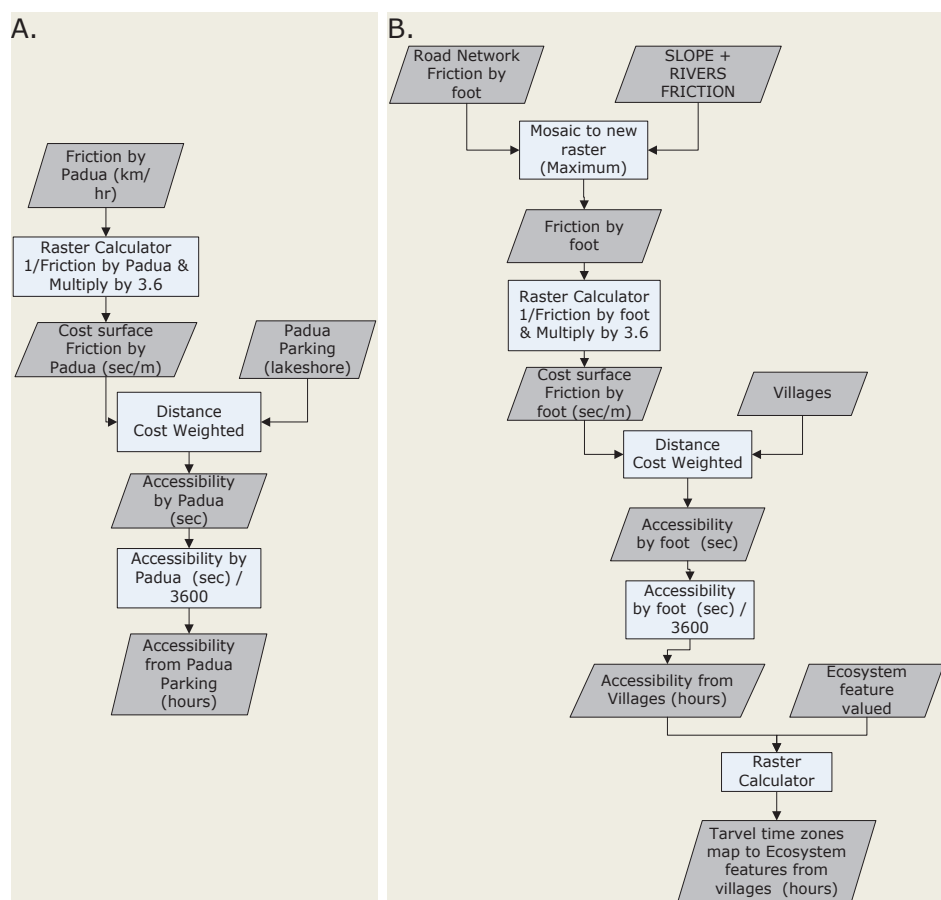 A.
Friction by
Padua (km/
hr)
Raster Calculator
1/Friction by Padua &
Multiply by 3.6
Cost surface
Friction by
Padua (sec/m)
Padua
Parking
(lakeshore)
Distance
Cost Weighted
Accessibility
by Padua
(sec)
Accessibility by
Padua (sec) /
3600
Accessibility
from Padua
Parking
(hours)
B.
Road Network
Friction by
foot
SLOPE +
RIVERS
FRICTION
Mosaic to new
raster
(Maximum)
Friction by
foot
Raster Calculator
1/Friction by foot
& Multiply by 3.6
Cost surface
Friction by
foot (sec/m)
Villages
Distance
Cost Weighted
Accessibility
by foot (sec)
Accessibility
by foot (sec) /
3600
Accessibility from
Villages (hours)
Ecosystem
feature
valued
Raster
Calculator
Tarvel time zones
map to Ecosystem
features from
villages (hours)